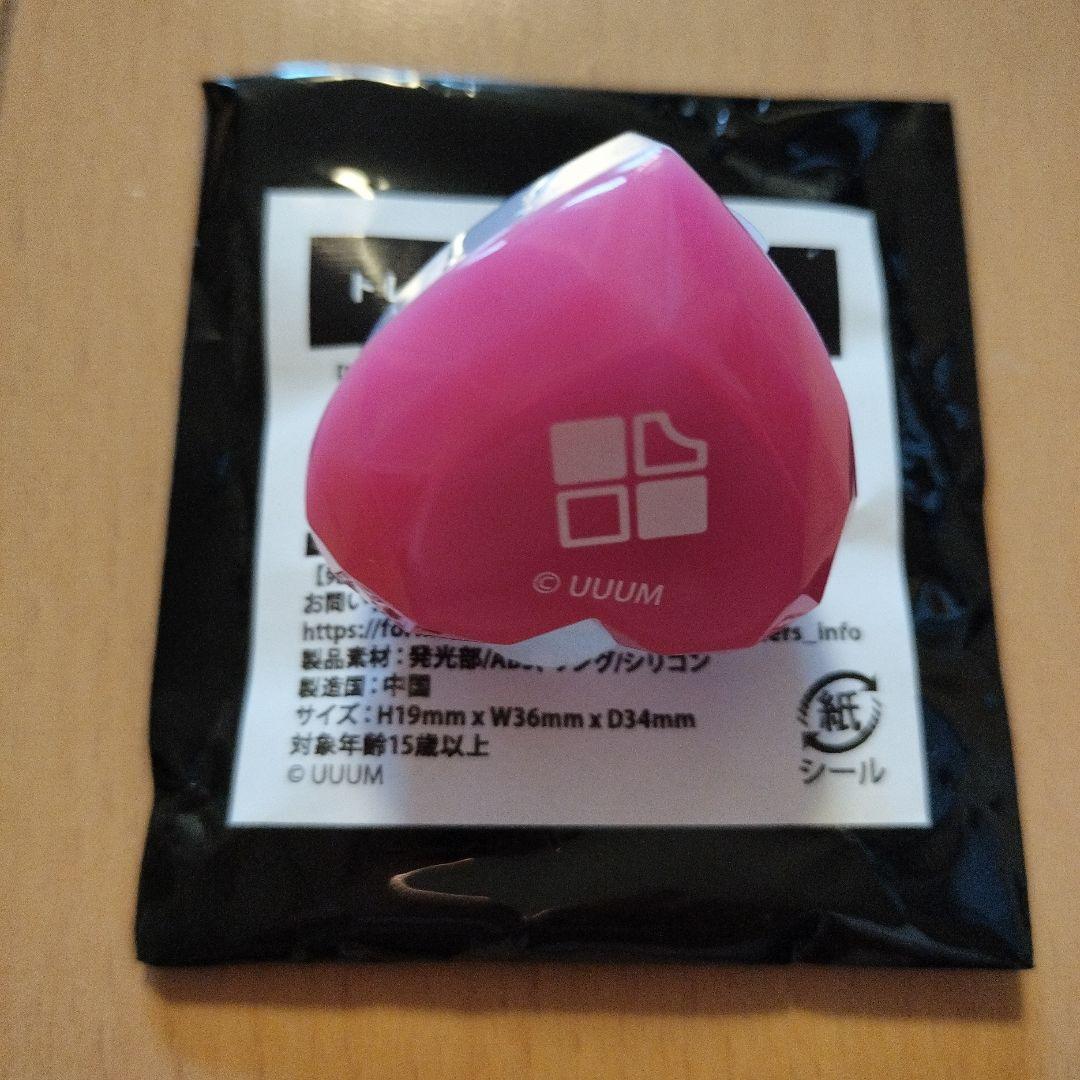 トレ
© UUUM
お問い
https://fo
ers_info
製品素材：発光部/ABS、リング/シリコン
製造国：中国
サイズ：H19mm x W36mm x D34mm
対象年齢15歳以上
© UUUM
紙
シール